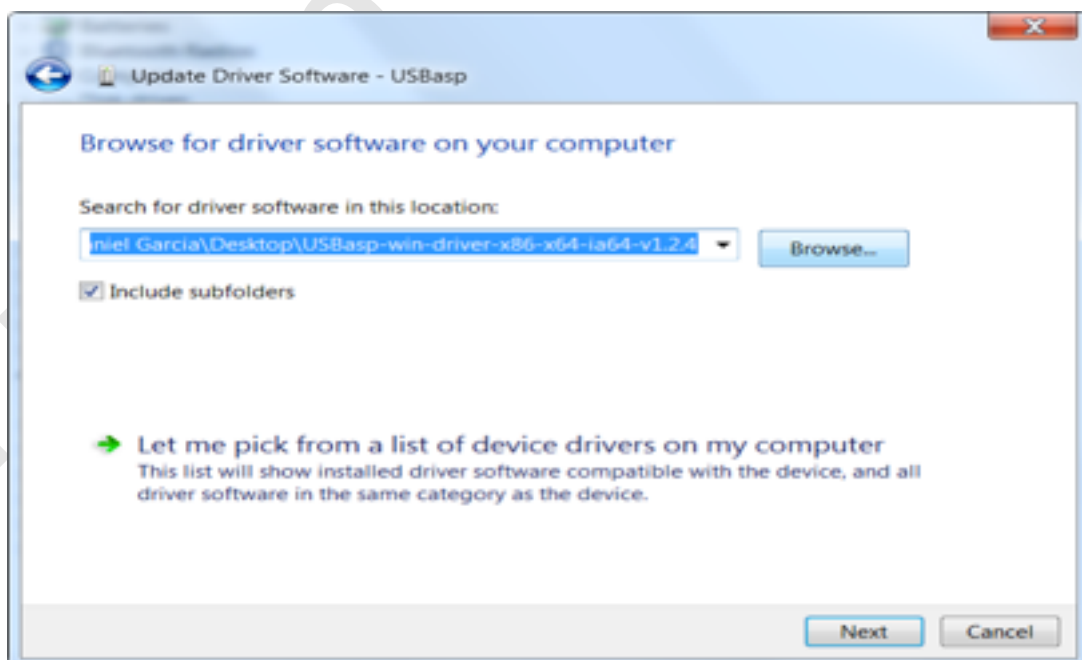 Update Driver Software - USBasp
Browse for driver software on your computer
Search for driver software in this location:
niel Garcia\Desktop\USBasp-win-driver-x86-x64-ia64-v1.2.4
Browse...
Include subfolders
Let me pick from a list of device drivers on my computer
This list will show installed driver software compatible with the device, and all
driver software in the same category as the device.
Next Cancel